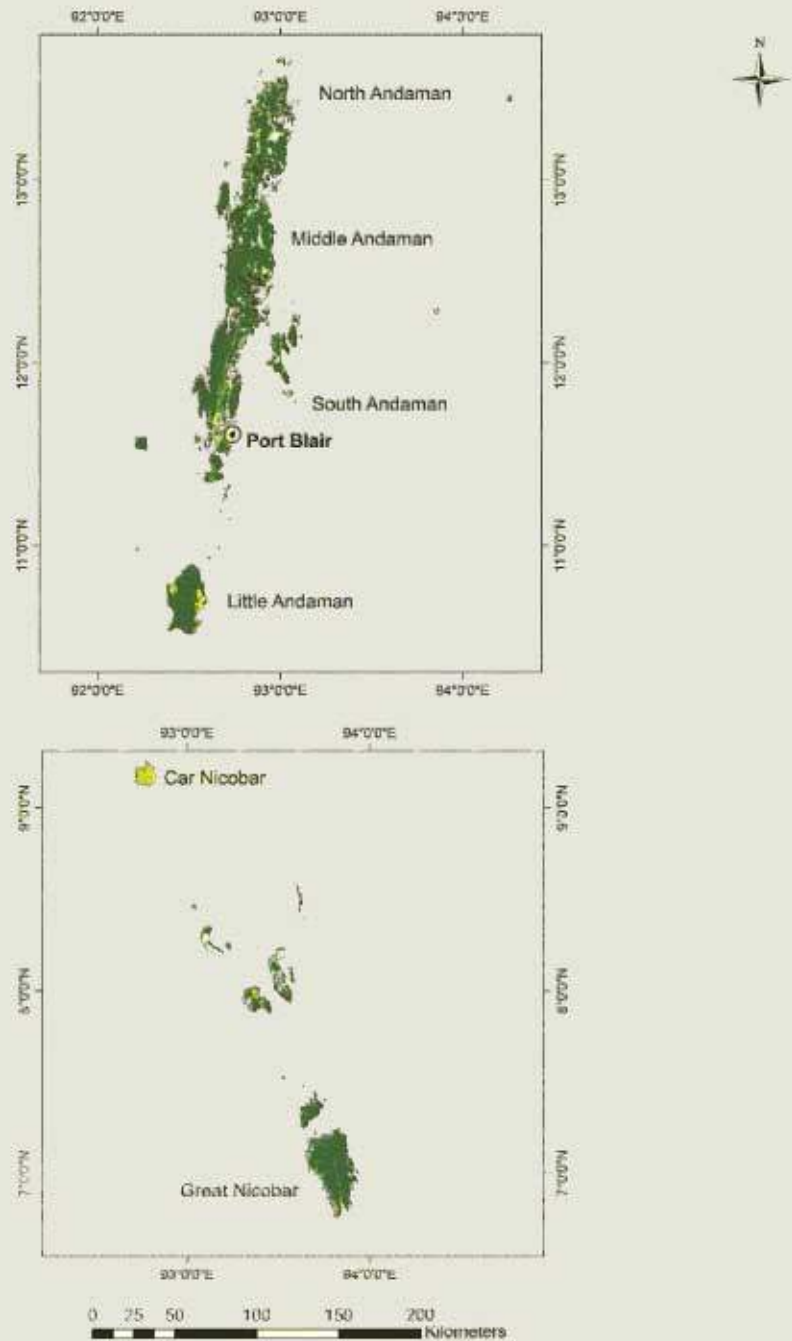 92°0'0"E 93°0'0"E 94°0'0"E
N
North Andaman
13°0'0"N 13°0'0"N
Middle Andaman
12°0'0"N 12°0'0"N
South Andaman
Port Blair
11°0'0"N 11°0'0"N
Little Andaman
92°0'0"E 93°0'0"E 94°0'0"E
93°0'0"E 94°0'0"E
Car Nicobar
9°0'0"N 9°0'0"N
8°0'0"N 8°0'0"N
7°0'0"N 7°0'0"N
Great Nicobar
93°0'0"E 94°0'0"E
0 25 50 100 150 200
Kilometers